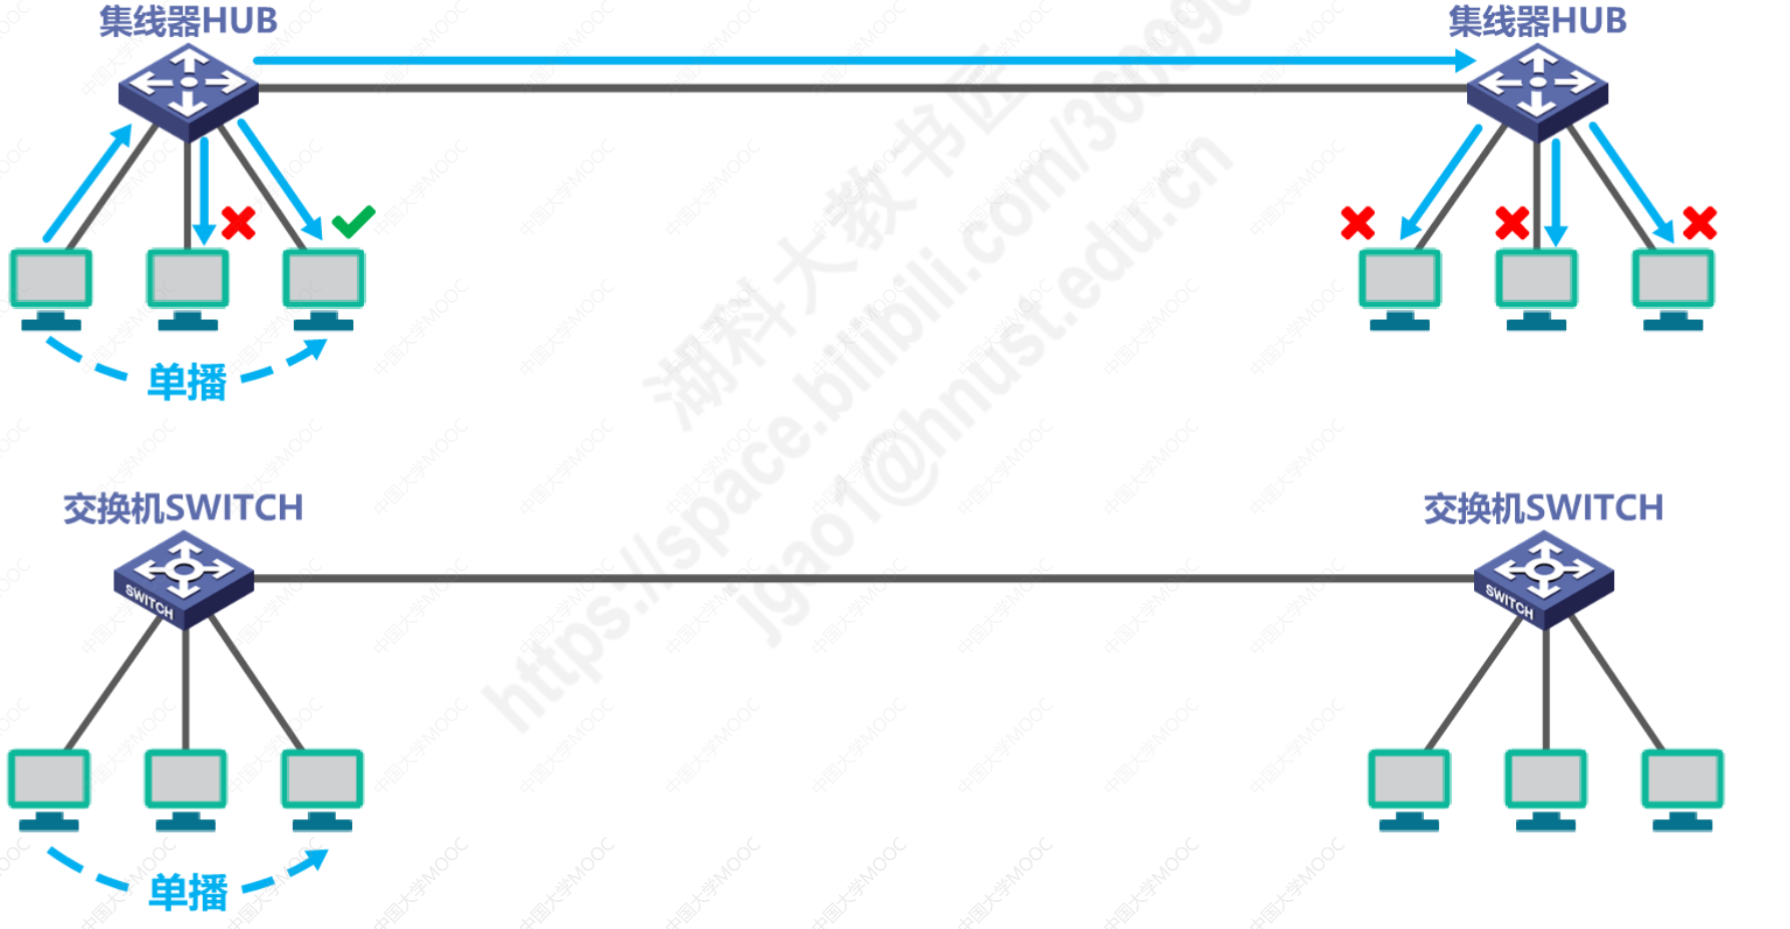 集线器HUB
集线器HUB
单播
交换机SWITCH
交换机SWITCH
SWITCH
SWITCH
单播
湖科大教书匠
https://space.bilibili.com/360996
jgao1@hnust.edu.cn
中国大学MOOC